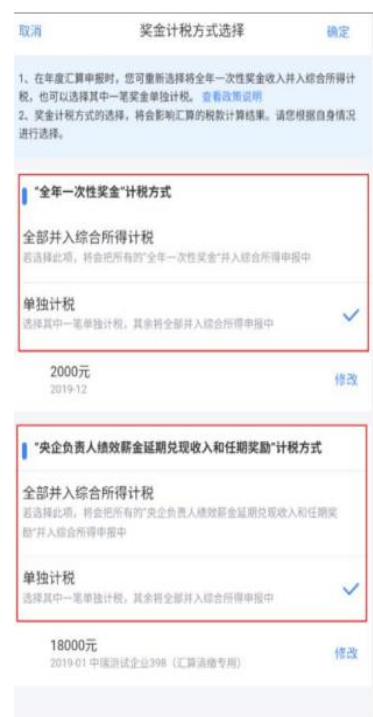 取消 奖金计税方式选择 确定
1、在年度汇算申报时，您可重新选择将全年一次性奖金收入并入综合所得计
税，也可以选择其中一笔奖金单独计税。 查看政策说明
2、奖金计税方式的选择，将会影响汇算的税款计算结果。请您根据自身情况
进行选择。
“全年一次性奖金”计税方式
全部并入综合所得计税
若选择此项，将会把所有的“全年一次性奖金”并入综合所得申报中
单独计税
选择其中一笔单独计税，其余将全部并入综合所得申报中
2000元
2019-12
修改
“央企负责人绩效薪金延期兑现收入和任期奖励”计税方式
全部并入综合所得计税
若选择此项，将会把所有的“央企负责人绩效薪金延期兑现收入和任期奖
励”并入综合所得申报中
单独计税
选择其中一笔单独计税，其余将全部并入综合所得申报中
18000元
2019-01 中瑞测试企业398（汇算清缴专用）
修改